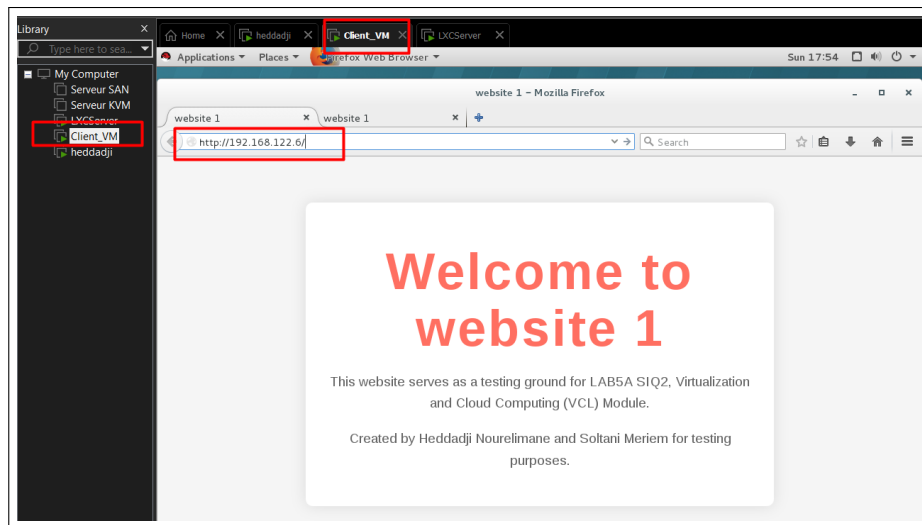 Library X
Type here to sea...
My Computer
Serveur SAN
Serveur KVM
LXCServer
Client_VM
heddadji
Home X heddadji X Client_VM X LXCServer X
Applications Places Firefox Web Browser Sun 17:54
website 1 - Mozilla Firefox
website 1 × website 1 ×
http://192.168.122.6/ Search
Welcome to
website 1
This website serves as a testing ground for LAB5A SIQ2, Virtualization
and Cloud Computing (VCL) Module.
Created by Heddadji Nourelimane and Soltani Meriem for testing
purposes.